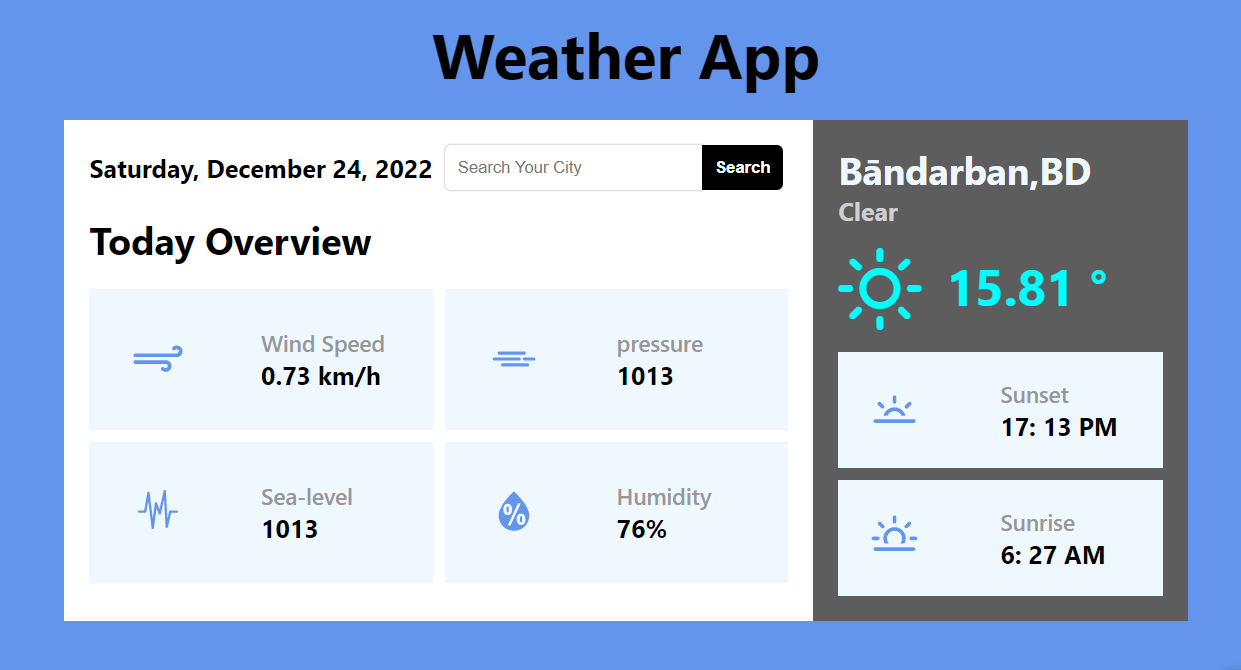 Weather App
Saturday, December 24, 2022
Search Your City
Search
Today Overview
Wind Speed
0.73 km/h
pressure
1013
Sea-level
1013
%
Humidity
76%
Bāndarban,BD
Clear
15.81 °
Sunset
17: 13 PM
Sunrise
6: 27 AM